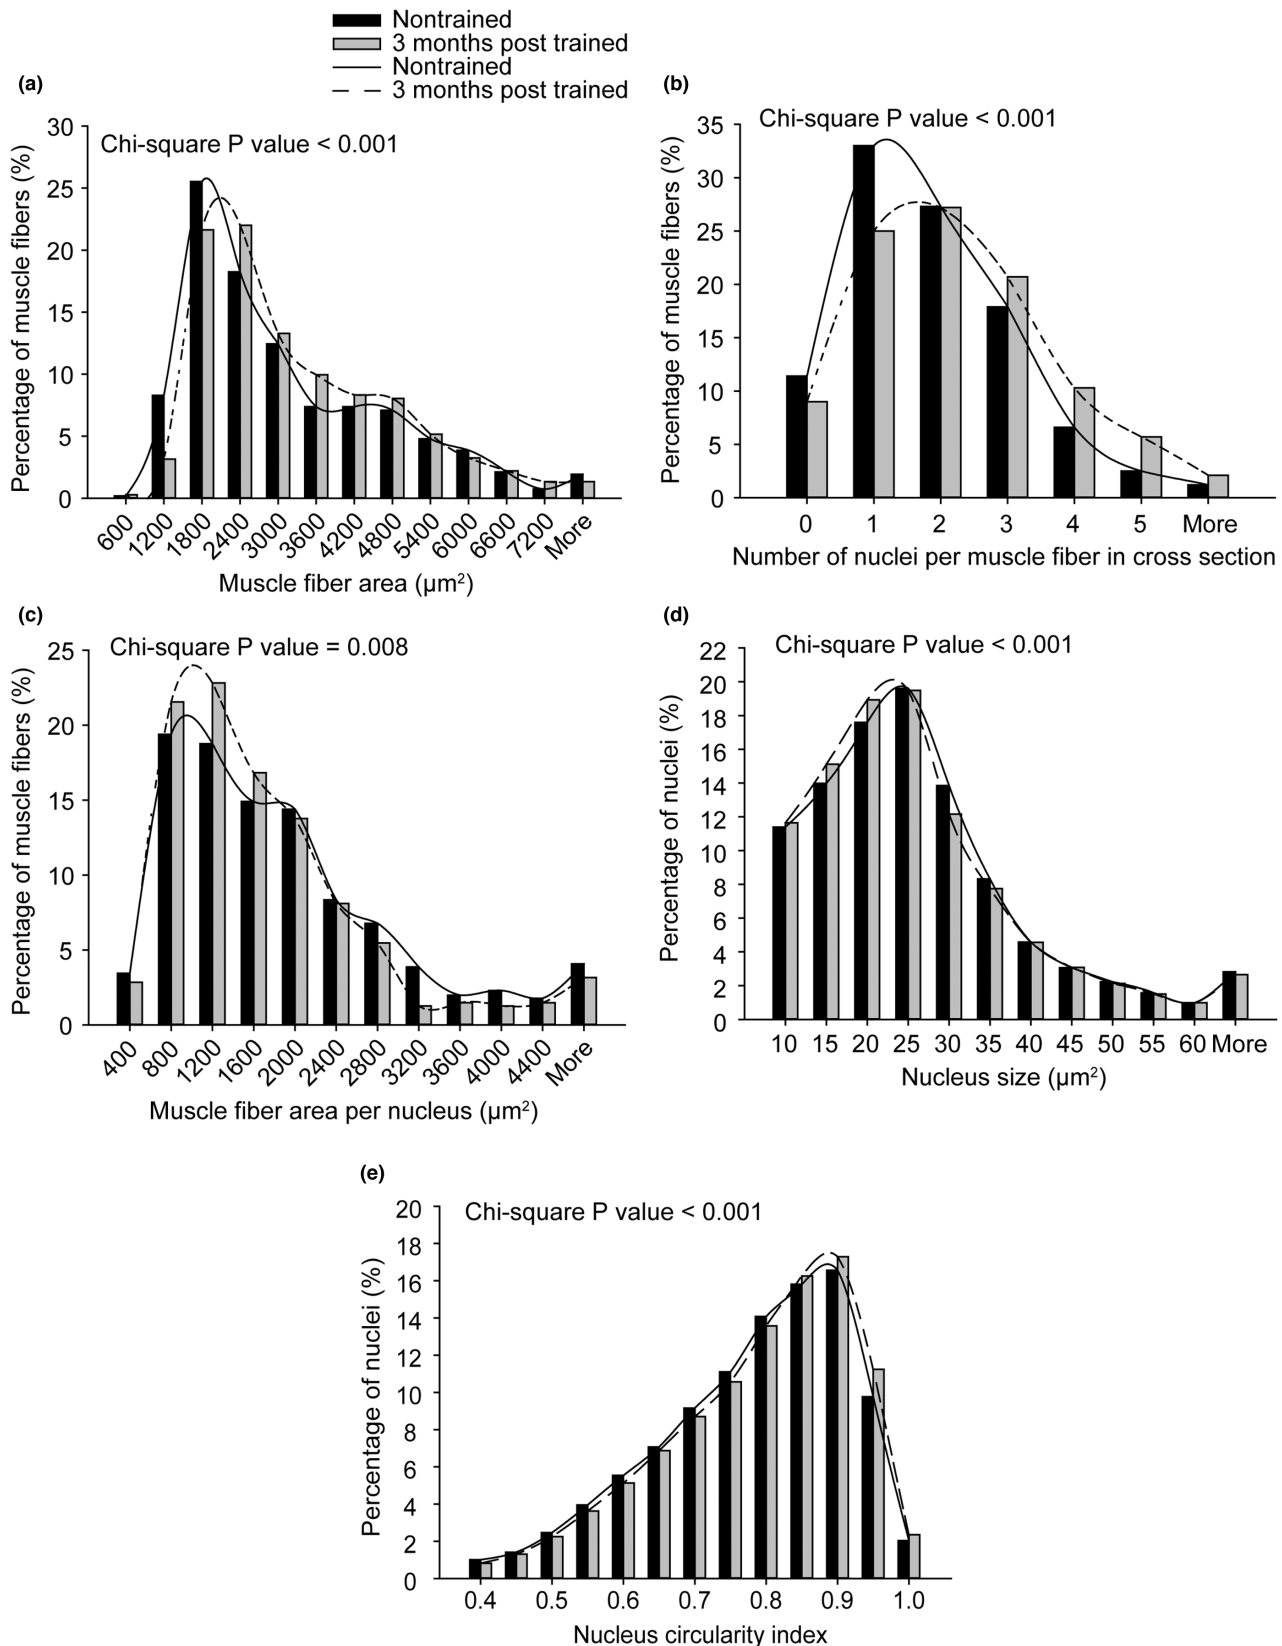 Nontrained
3 months post trained
Nontrained
3 months post trained
(a)
Chi-square P value < 0.001
Percentage of muscle fibers (%)
30
25
20
15
10
5
0
600 1200 1800 2400 3000 3600 4200 4800 5400 6000 6600 7200 More
Muscle fiber area (µm²)
(b)
Chi-square P value < 0.001
Percentage of muscle fibers (%)
35
30
25
20
15
10
5
0
0 1 2 3 4 5 More
Number of nuclei per muscle fiber in cross section
(c)
Chi-square P value = 0.008
Percentage of muscle fibers (%)
25
20
15
10
5
0
400 800 1200 1600 2000 2400 2800 3200 3600 4000 4400 More
Muscle fiber area per nucleus (µm²)
(d)
Chi-square P value < 0.001
Percentage of nuclei (%)
22
20
18
16
14
12
10
8
6
4
2
0
10 15 20 25 30 35 40 45 50 55 60 More
Nucleus size (µm²)
(e)
Chi-square P value < 0.001
Percentage of nuclei (%)
20
18
16
14
12
10
8
6
4
2
0
0.4 0.5 0.6 0.7 0.8 0.9 1.0
Nucleus circularity index